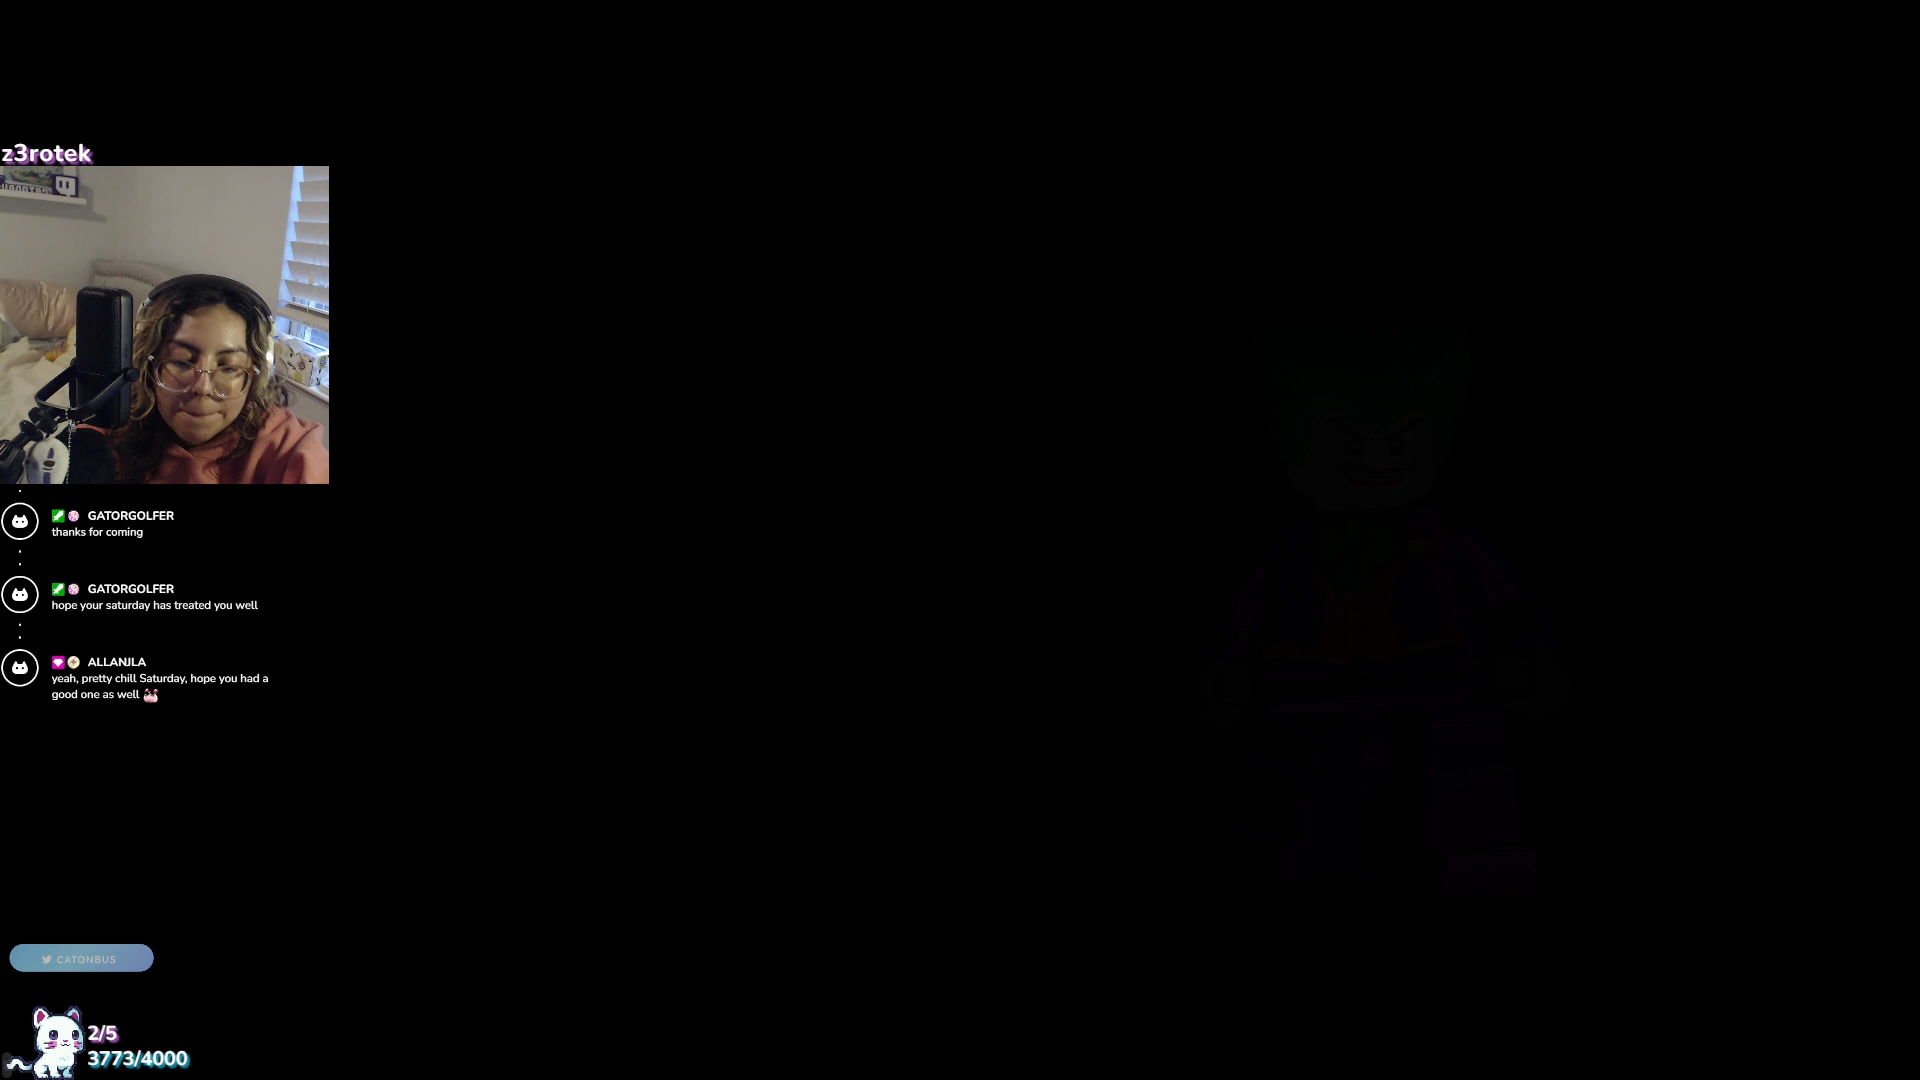 z3rotek
GATORGOLFER
thanks for coming
GATORGOLFER
hope your saturday has treated you well
ALLANJLA
yeah, pretty chill Saturday, hope you had a
good one as well
CATONBUS
2/5
3773/4000